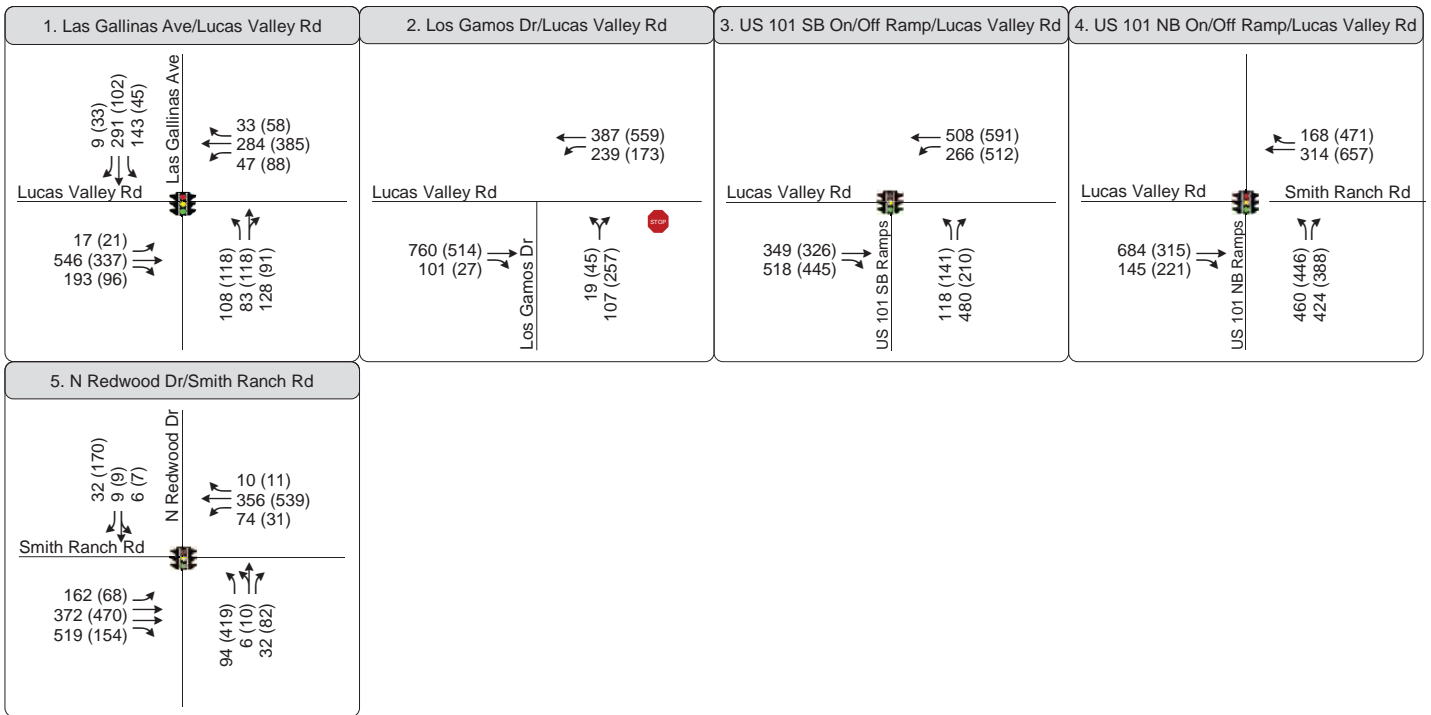 1. Las Gallinas Ave/Lucas Valley Rd
9 (33)
291 (102)
143 (45)
Las Gallinas Ave
33 (58)
284 (385)
47 (88)
Lucas Valley Rd
17 (21)
546 (337)
193 (96)
108 (118)
83 (118)
128 (91)
2. Los Gamos Dr/Lucas Valley Rd
387 (559)
239 (173)
Lucas Valley Rd
STOP
760 (514)
101 (27)
Los Gamos Dr
19 (45)
107 (257)
3. US 101 SB On/Off Ramp/Lucas Valley Rd
508 (591)
266 (512)
Lucas Valley Rd
349 (326)
518 (445)
US 101 SB Ramps
118 (141)
480 (210)
4. US 101 NB On/Off Ramp/Lucas Valley Rd
168 (471)
314 (657)
Lucas Valley Rd
Smith Ranch Rd
684 (315)
145 (221)
US 101 NB Ramps
460 (446)
424 (388)
5. N Redwood Dr/Smith Ranch Rd
32 (170)
9 (9)
6 (7)
N Redwood Dr
10 (11)
356 (539)
74 (31)
Smith Ranch Rd
162 (68)
372 (470)
519 (154)
94 (419)
6 (10)
32 (82)